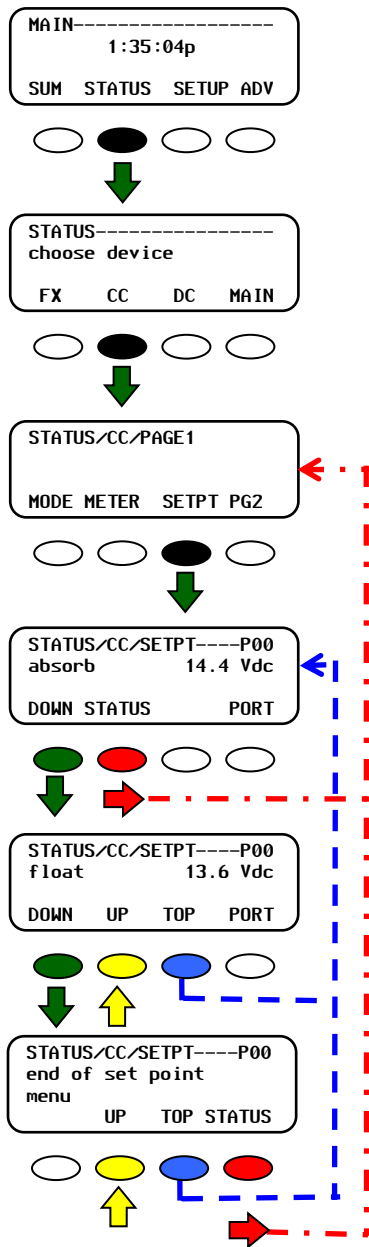 MAIN--------------------
1:35:04p
SUM STATUS SETUP ADV
STATUS------------------
choose device
FX CC DC MAIN
STATUS/CC/PAGE1
MODE METER SETPT PG2
STATUS/CC/SETPT----P00
absorb 14.4 Vdc
DOWN STATUS PORT
STATUS/CC/SETPT----P00
float 13.6 Vdc
DOWN UP TOP PORT
STATUS/CC/SETPT----P00
end of set point
menu
UP TOP STATUS